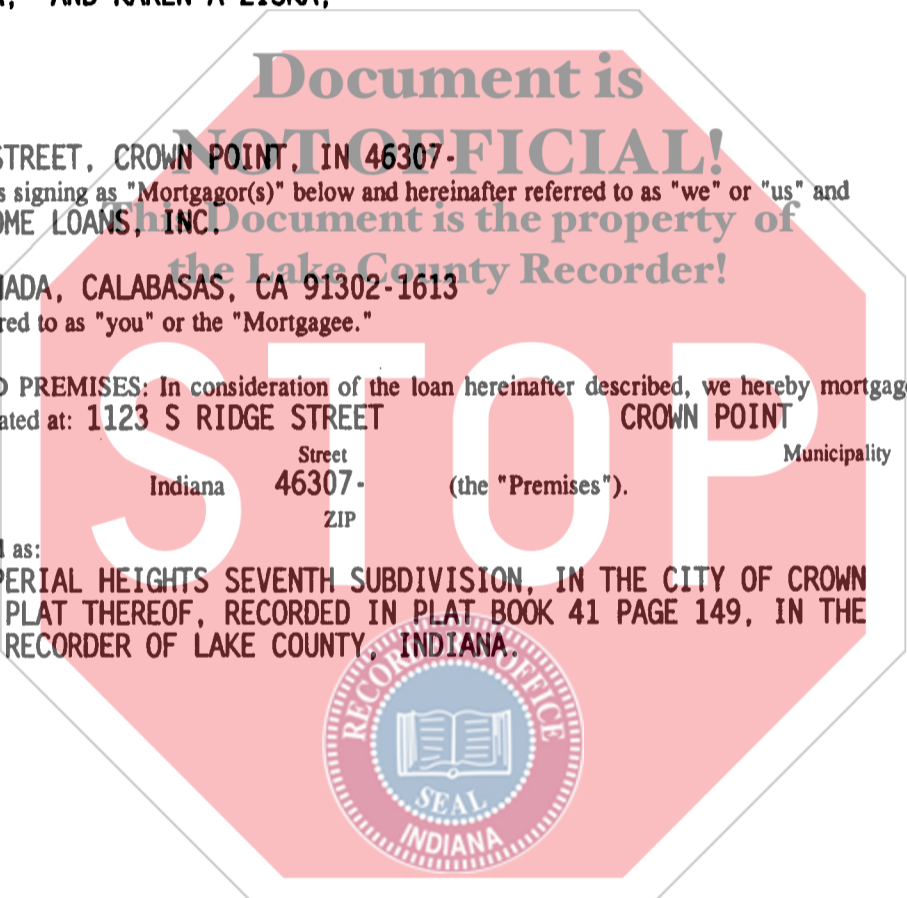 AND KAREN A ZISKA,
Document is
NOT OFFICIAL!
STREET, CROWN POINT, IN 46307-
s signing as "Mortgagor(s)" below and hereinafter referred to as "we" or "us" and
This Document is the property of
OME LOANS, INC.
the Lake County Recorder!
NADA, CALABASAS, CA 91302-1613
red to as "you" or the "Mortgagee."
D PREMISES: In consideration of the loan hereinafter described, we hereby mortgage
ated at: 1123 S RIDGE STREET CROWN POINT
Street Municipality
Indiana 46307- (the "Premises").
ZIP
STOP
d as:
PERIAL HEIGHTS SEVENTH SUBDIVISION, IN THE CITY OF CROWN
PLAT THEREOF, RECORDED IN PLAT BOOK 41 PAGE 149, IN THE
RECORDER OF LAKE COUNTY, INDIANA.
RECORDER'S OFFICE
SEAL
INDIANA